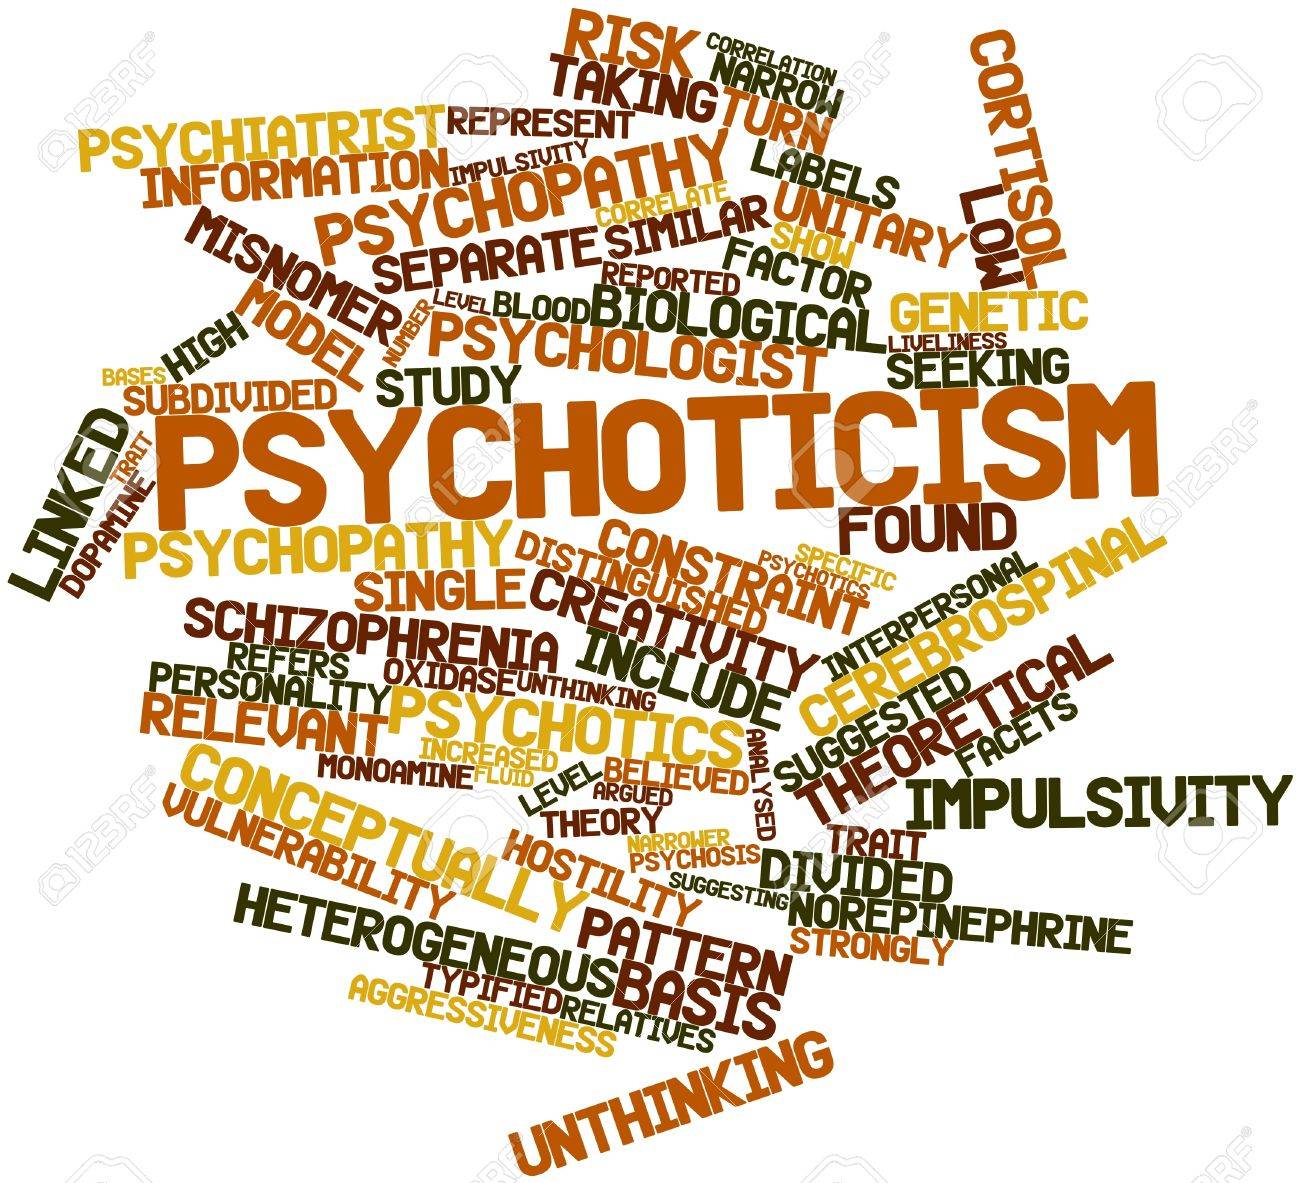 RISK
CORRELATION
NARROW
TAKING
TURN
CORTISOL
PSYCHIATRIST
REPRESENT
INFORMATION
IMPULSIVITY
PSYCHOPATHY
LABELS
CORRELATE
UNITARY
LOW
MISNOMER
SEPARATE
SIMILAR
SHOW
FACTOR
REPORTED
MODEL
NUMBER
LEVEL
BLOOD
BIOLOGICAL
GENETIC
HIGH
PSYCHOLOGIST
LIVELINESS
SEEKING
BASES
SUBDIVIDED
STUDY
LINKED
TRAIT
DOPAMINE
PSYCHOTICISM
FOUND
PSYCHOPATHY
CONSTRAINT
DISTINGUISHED
SPECIFIC
PSYCHOTICS
SINGLE
CREATIVITY
INTERPERSONAL
CEREBROSPINAL
SCHIZOPHRENIA
INCLUDE
REFERS
OXIDASE
UNTHINKING
PERSONALITY
SUGGESTED
THEORETICAL
RELEVANT
PSYCHOTICS
FACETS
INCREASED
ANALYSED
MONOAMINE
FLUID
LEVEL
BELIEVED
CONCEPTUALLY
ARGUED
IMPULSIVITY
VULNERABILITY
THEORY
NARROWER
TRAIT
HOSTILITY
PSYCHOSIS
DIVIDED
SUGGESTING
NOREPINEPHRINE
HETEROGENEOUS
PATTERN
STRONGLY
TYPIFIED
BASIS
AGGRESSIVENESS
RELATIVES
UNTHINKING
123RF